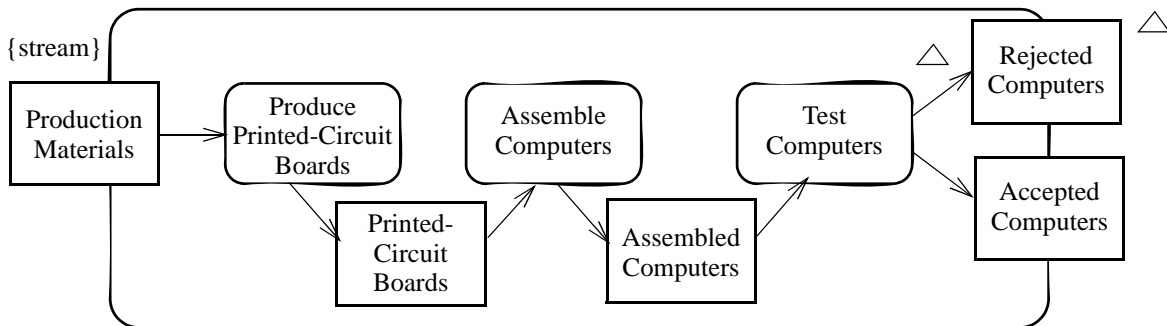 {stream}
Production
Materials
Produce
Printed-Circuit
Boards
Printed-
Circuit
Boards
Assemble
Computers
Assembled
Computers
Test
Computers
Rejected
Computers
Accepted
Computers